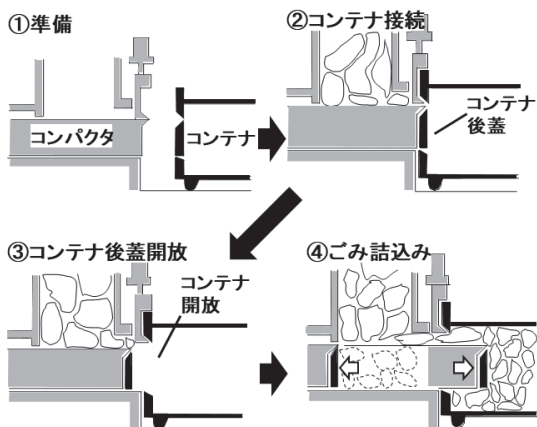 ①準備
コンパクタ
コンテナ
②コンテナ接続
コンテナ
後蓋
③コンテナ後蓋開放
コンテナ
開放
④ごみ詰込み